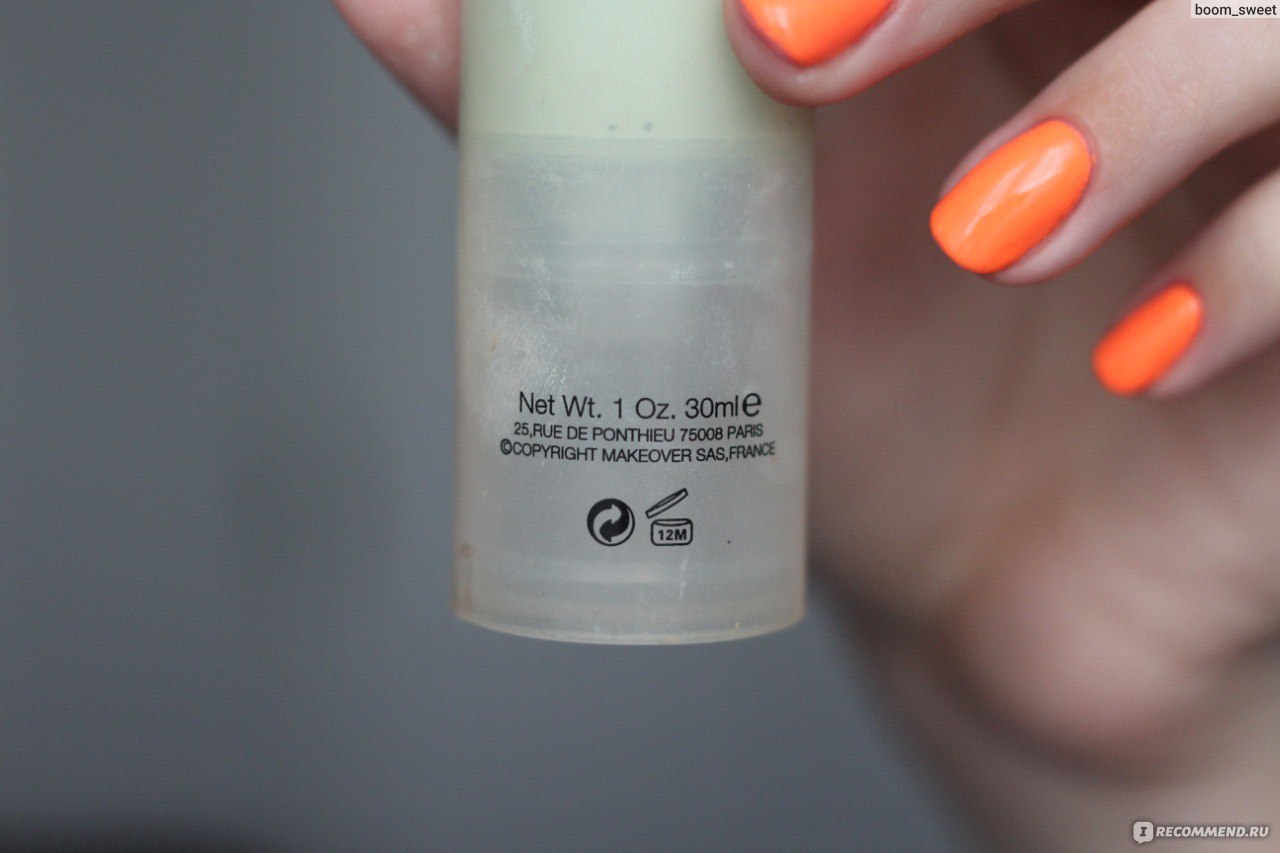 boom_sweet
Net Wt. 1 Oz. 30ml℮
25,RUE DE PONTHIEU 75008 PARIS
©COPYRIGHT MAKEOVER SAS,FRANCE
12M
I RECOMMEND.RU